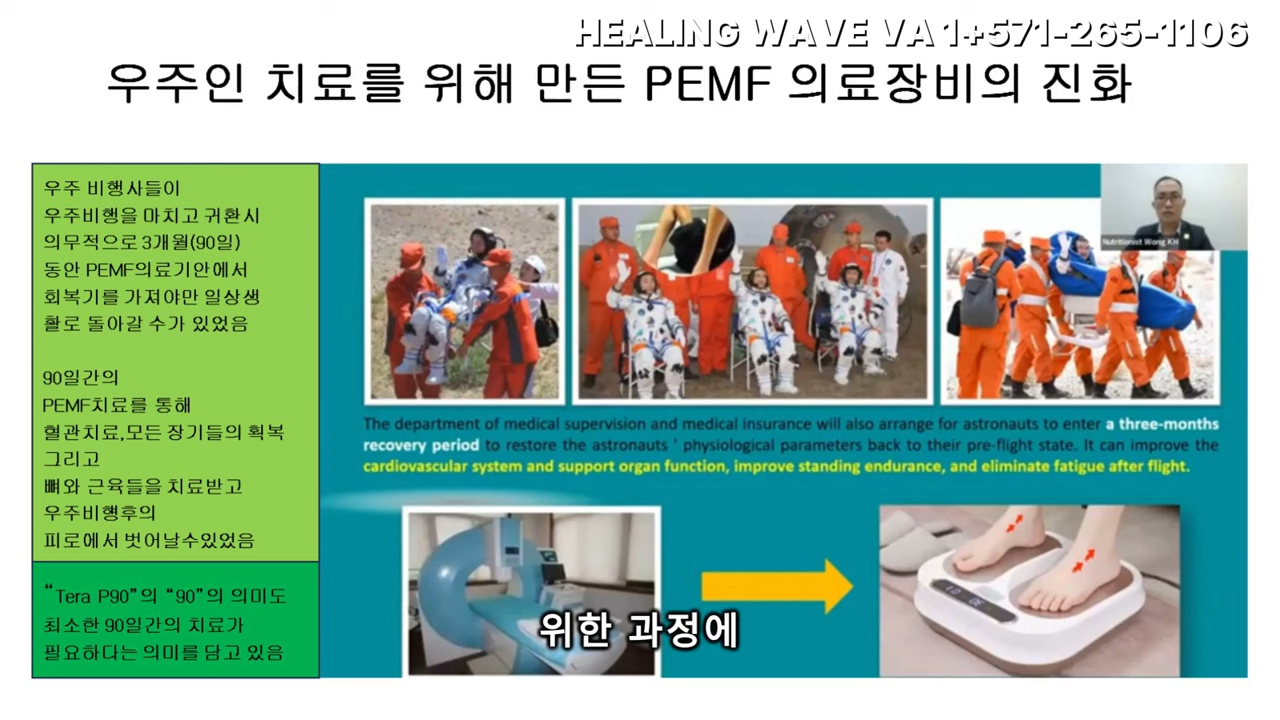 HEALING WAVE VA 1+571-265-1106
우주인 치료를 위해 만든 PEMF 의료장비의 진화
우주 비행사들이
우주비행을 마치고 귀환시
의무적으로 3개월(90일)
동안 PEMF의료기안에서
회복기를 가져야만 일상생
활로 돌아갈 수가 있었음
90일간의
PEMF치료를 통해
혈관치료,모든 장기들의 획복
그리고
뼈와 근육들을 치료받고
우주비행후의
피로에서 벗어날수있었음
“Tera P90”의 “90”의 의미도
최소한 90일간의 치료가
필요하다는 의미를 담고 있음
Nutritionist Wong KH
The department of medical supervision and medical insurance will also arrange for astronauts to enter a three-months
recovery period to restore the astronauts ' physiological parameters back to their pre-flight state. It can improve the
cardiovascular system and support organ function, improve standing endurance, and eliminate fatigue after flight.
위한 과정에